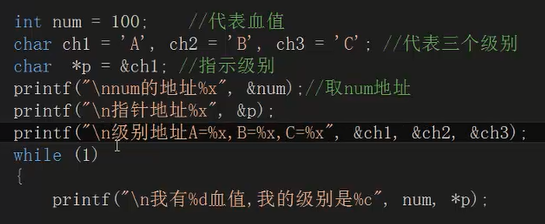 int num = 100;    //代表血值
char ch1 = 'A', ch2 = 'B', ch3 = 'C'; //代表三个级别
char  *p = &ch1; //指示级别
printf("\nnum的地址%x", &num);//取num地址
printf("\n指针地址%x", &p);
printf("\n级别地址A=%x,B=%x,C=%x", &ch1, &ch2, &ch3);
while (1)
{
    printf("\n我有%d血值,我的级别是%c", num, *p);